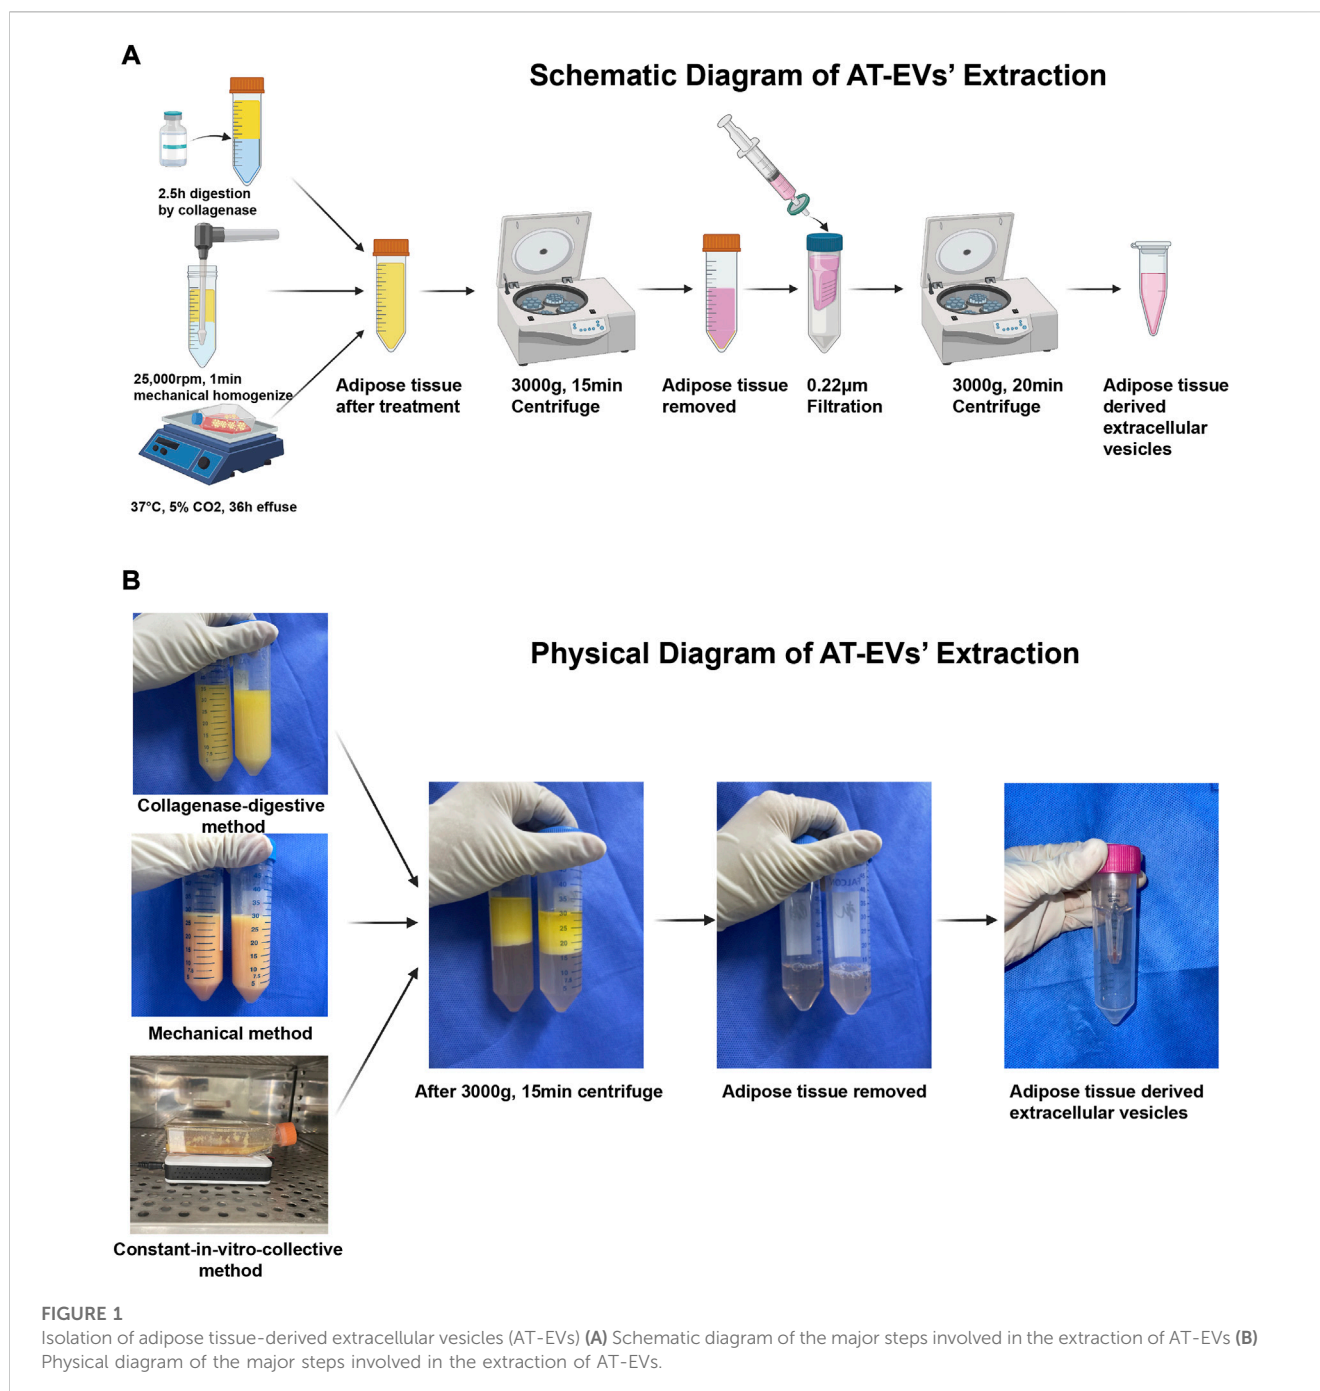 A
Schematic Diagram of AT-EVs' Extraction
2.5h digestion
by collagenase
25,000rpm, 1min
mechanical homogenize
37°C, 5% CO2, 36h effuse
Adipose tissue
after treatment
3000g, 15min
Centrifuge
Adipose tissue
removed
0.22μm
Filtration
3000g, 20min
Centrifuge
Adipose tissue
derived
extracellular
vesicles
B
Physical Diagram of AT-EVs' Extraction
Collagenase-digestive
method
Mechanical method
Constant-in-vitro-collective
method
After 3000g, 15min centrifuge
Adipose tissue removed
Adipose tissue derived
extracellular vesicles
FIGURE 1
Isolation of adipose tissue-derived extracellular vesicles (AT-EVs) (A) Schematic diagram of the major steps involved in the extraction of AT-EVs (B)
Physical diagram of the major steps involved in the extraction of AT-EVs.